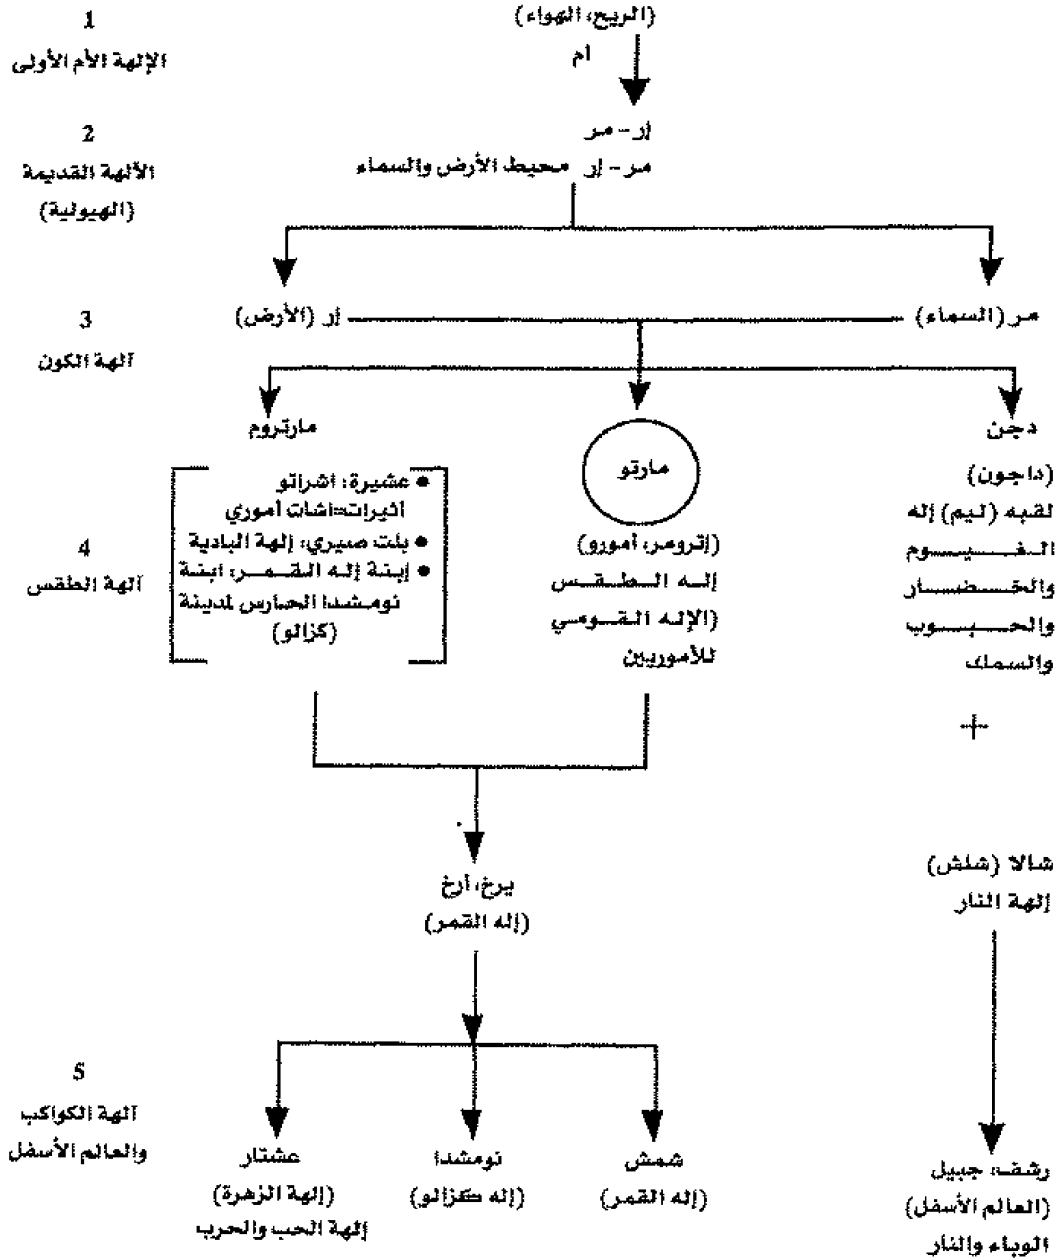 1
الإلهة الأم الأولى
(الريح، الهواء)
ام
2
الآلهة القديمة
(الهيولية)
إر - مر
مر - إر محيط الأرض والسماء
3
آلهة الكون
مر (السماء)
إر (الأرض)
4
آلهة الطقس
دجن
(داجون)
لقبه (ليم) إله
الغيوم
والخضار
والحبوب
والسمك
+
شالا (شلش)
إلهة النار
مارتو
(إترومر، أمورو)
إله الطقس
(الإله القومي
للأموريين
مارتروم
• عشيرة: اشراتو
أثيرات=اشات أموري
• بلت صيري، إلهة البادية
• إبنة إله القمر، ابنة
نومشدا الحارس لمدينة
(كزالو)
يرخ، أرخ
(إله القمر)
5
آلهة الكواكب
والعالم الأسفل
رشف، جبيل
(العالم الأسفل)
الوباء والنار
شمش
(إله القمر)
نومشدا
(إله كزالو)
عشتار
(إلهة الزهرة)
إلهة الحب والحرب